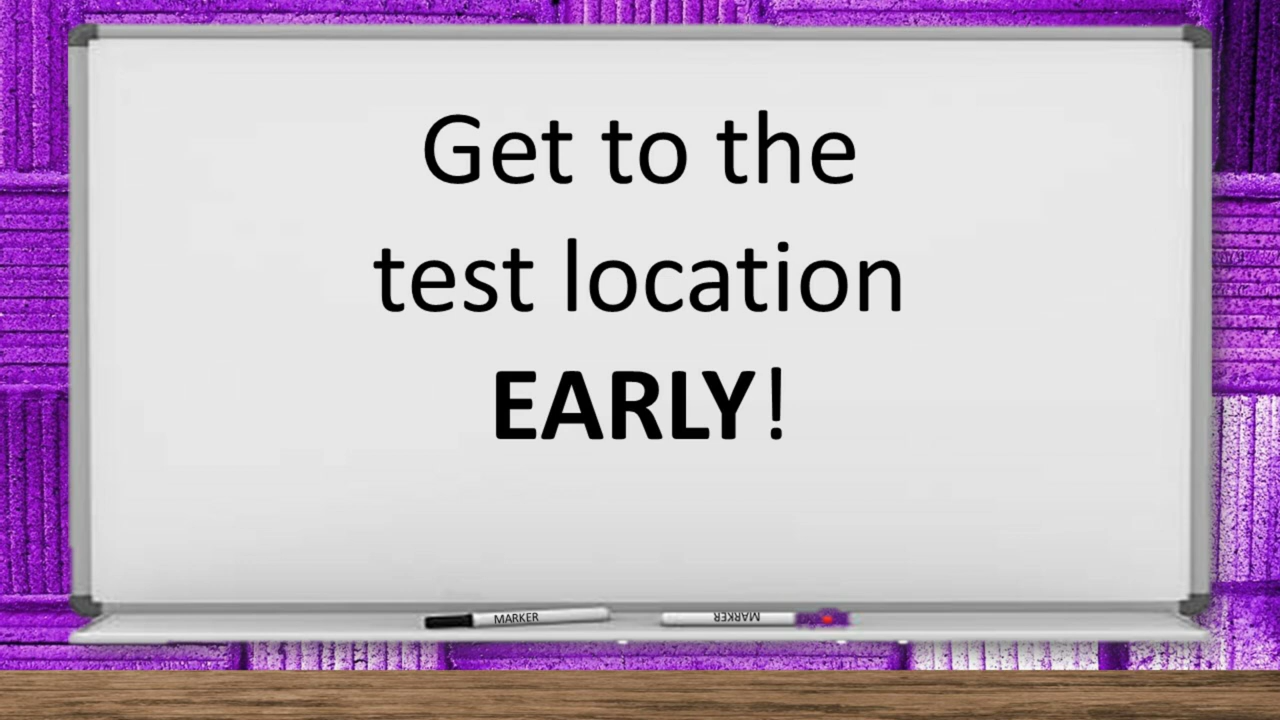 Get to the
test location
EARLY!
MARKER
MARKER